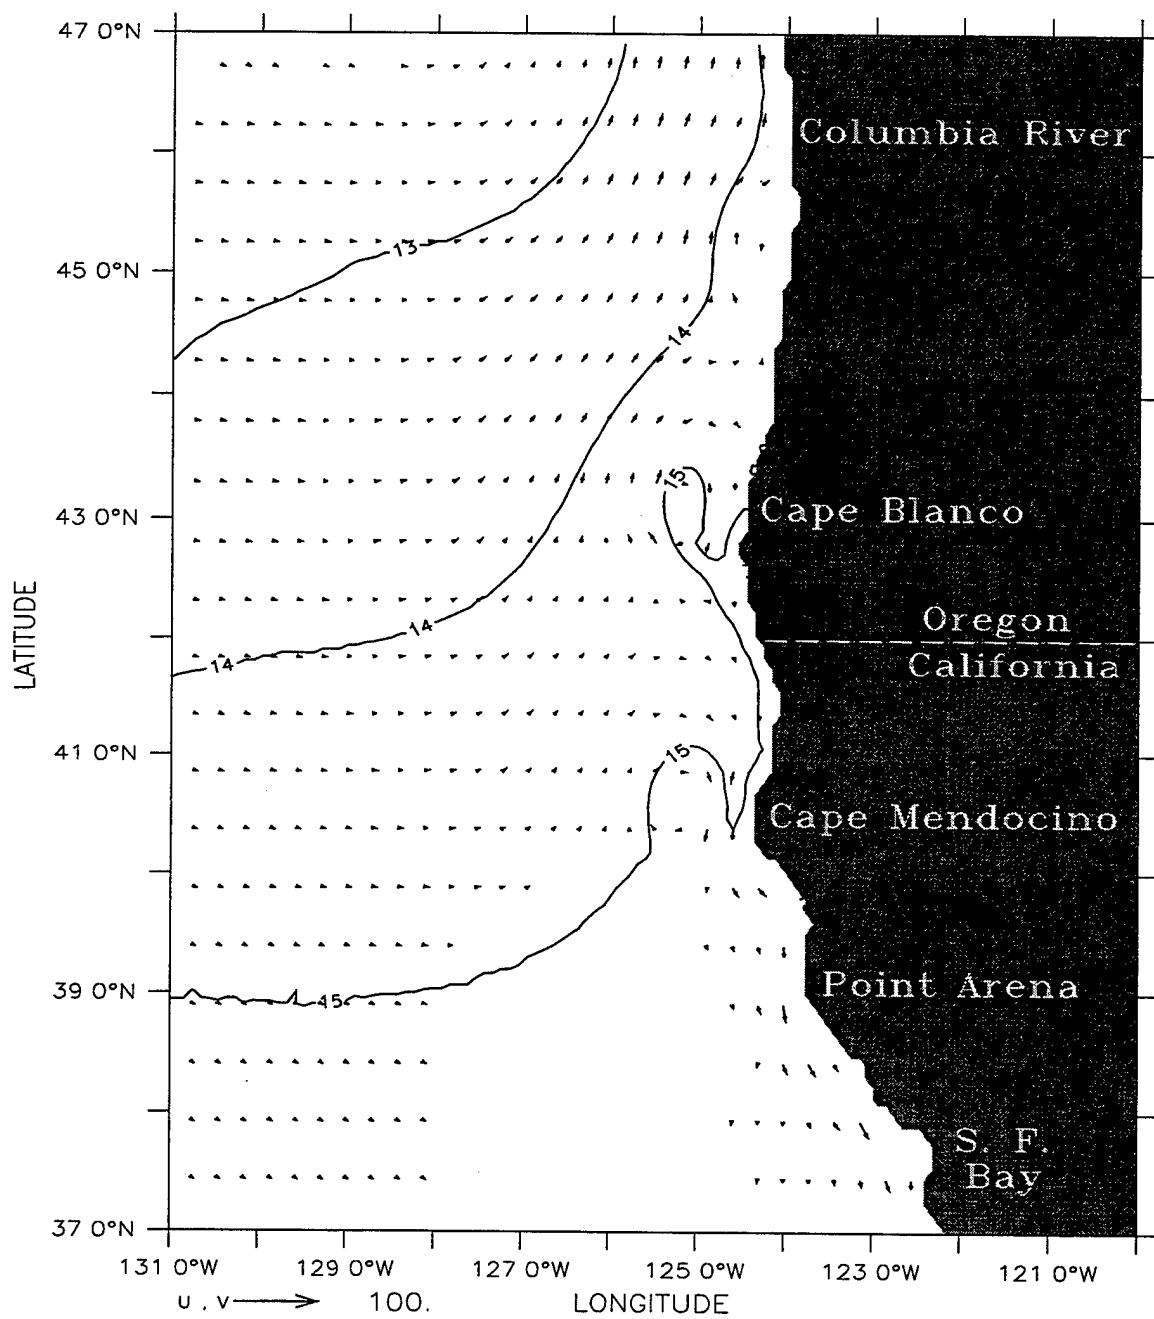 47 0°N
Columbia River
13
45 0°N
14
15
43 0°N
Cape Blanco
Oregon
14
14
California
LATITUDE
41 0°N
15
Cape Mendocino
39 0°N
15
Point Arena
S. F.
Bay
37 0°N
131 0°W
129 0°W
127 0°W
125 0°W
123 0°W
121 0°W
U , V
100.
LONGITUDE